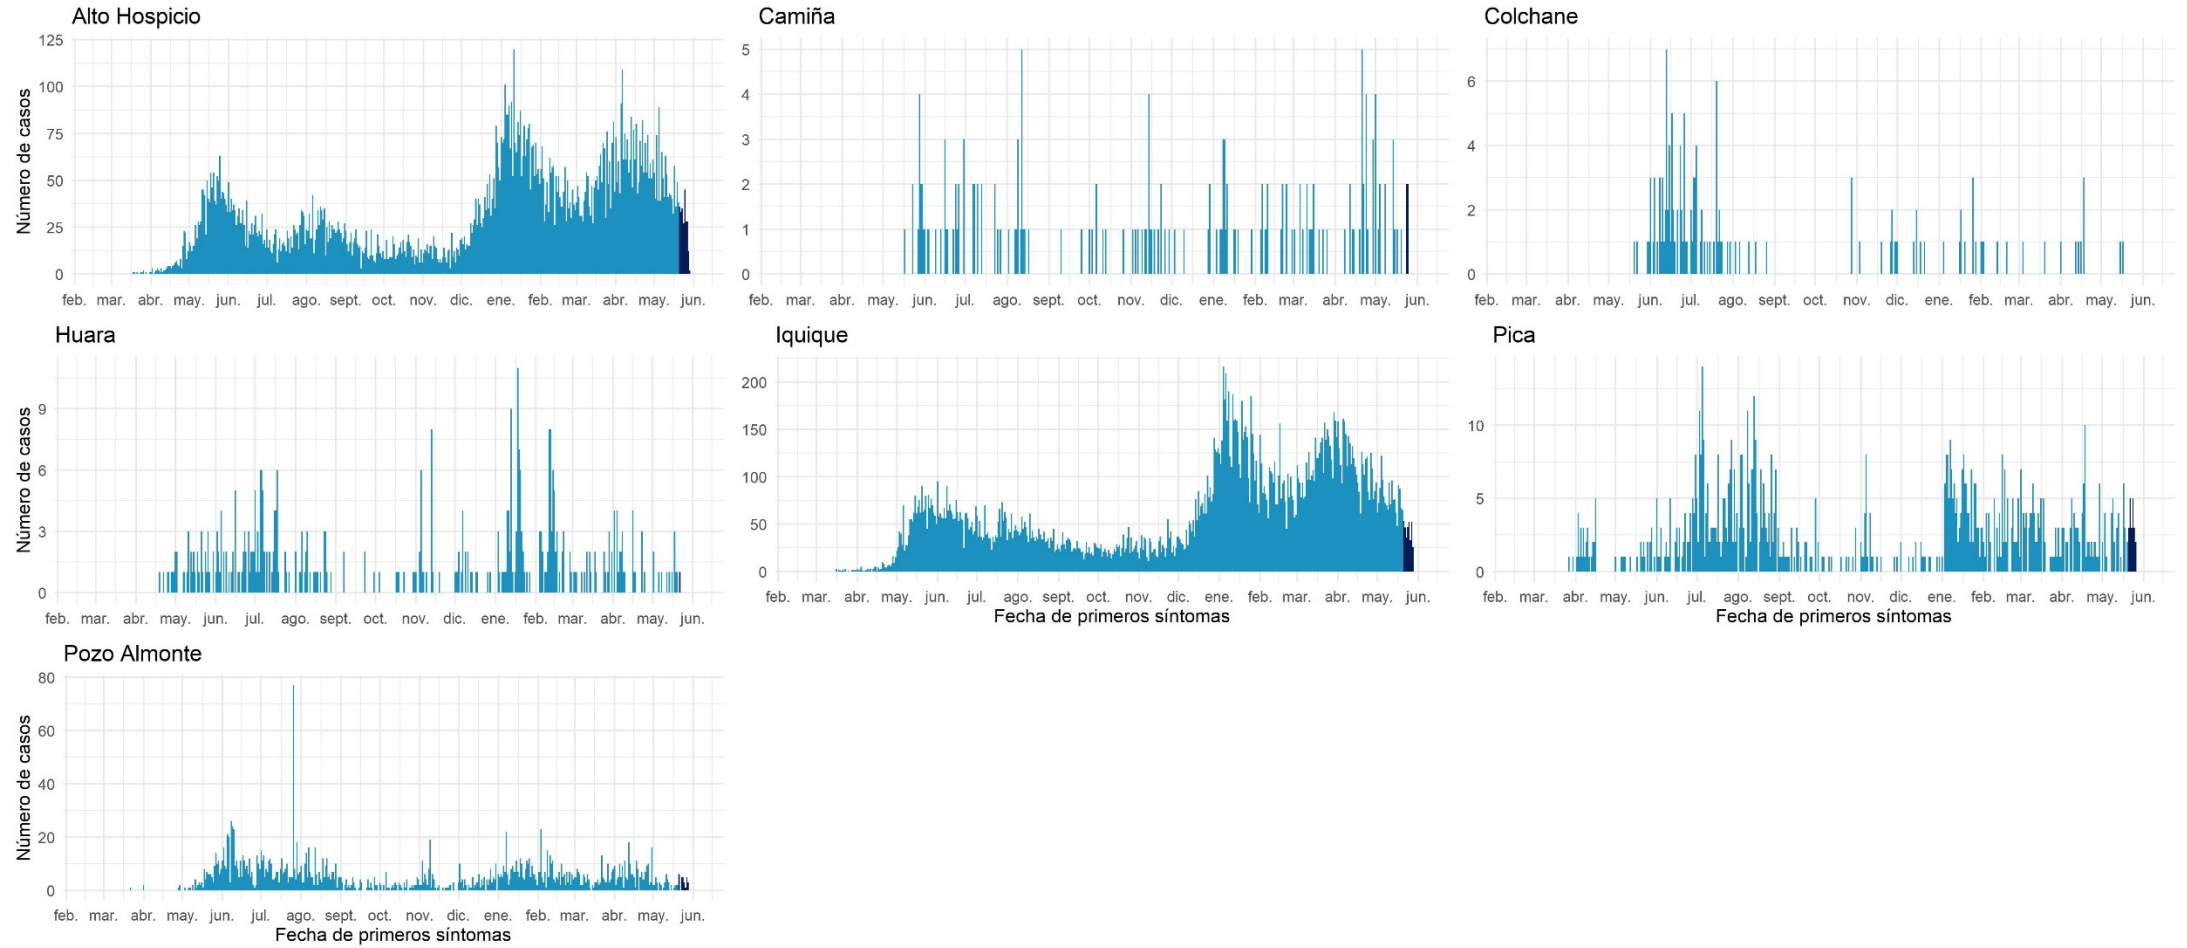 Alto Hospicio
Número de casos
125
100
75
50
25
0
feb. mar. abr. may. jun. jul. ago. sept. oct. nov. dic. ene. feb. mar. abr. may. jun.
Camiña
5
4
3
2
1
0
feb. mar. abr. may. jun. jul. ago. sept. oct. nov. dic. ene. feb. mar. abr. may. jun.
Colchane
6
4
2
0
feb. mar. abr. may. jun. jul. ago. sept. oct. nov. dic. ene. feb. mar. abr. may. jun.
Huara
Número de casos
9
6
3
0
feb. mar. abr. may. jun. jul. ago. sept. oct. nov. dic. ene. feb. mar. abr. may. jun.
Iquique
200
150
100
50
0
feb. mar. abr. may. jun. jul. ago. sept. oct. nov. dic. ene. feb. mar. abr. may. jun.
Fecha de primeros síntomas
Pica
10
5
0
feb. mar. abr. may. jun. jul. ago. sept. oct. nov. dic. ene. feb. mar. abr. may. jun.
Fecha de primeros síntomas
Pozo Almonte
Número de casos
80
60
40
20
0
feb. mar. abr. may. jun. jul. ago. sept. oct. nov. dic. ene. feb. mar. abr. may. jun.
Fecha de primeros síntomas